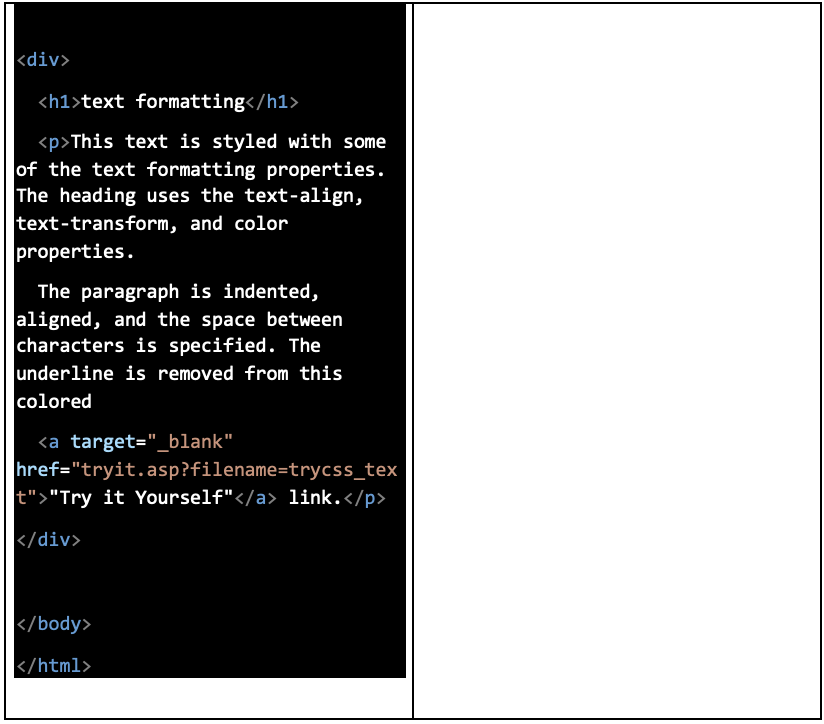 <div>
<h1>text formatting</h1>
<p>This text is styled with some
of the text formatting properties.
The heading uses the text-align,
text-transform, and color
properties.
The paragraph is indented,
aligned, and the space between
characters is specified. The
underline is removed from this
colored
<a target="_blank"
href="tryit.asp?filename=trycss_tex
t">"Try it Yourself"</a> link.</p>
</div>
</body>
</html>